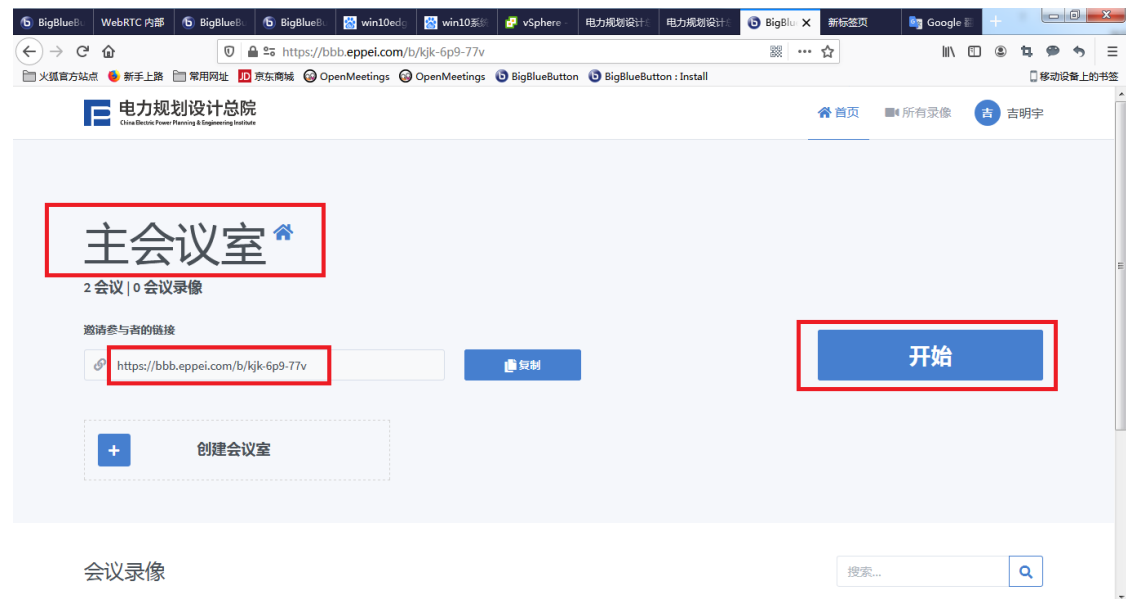 BigBlueBu WebRTC 内部 BigBlueBu BigBlueBu win10edg win10系统 vSphere - 电力规划设计 电力规划设计 BigBlu 新标签页 Google
https://bbb.eppei.com/b/kjk-6p9-77v
火狐官方站点 新手上路 常用网址 JD 京东商城 OpenMeetings OpenMeetings BigBlueButton BigBlueButton : Install 移动设备上的书签
电力规划设计总院
China Electric Power Planning & Engineering Institute
首页 所有录像 吉 吉明宇
主会议室
2 会议 | 0 会议录像
邀请参与者的链接
https://bbb.eppei.com/b/kjk-6p9-77v 复制 开始
+ 创建会议室
会议录像 搜索...